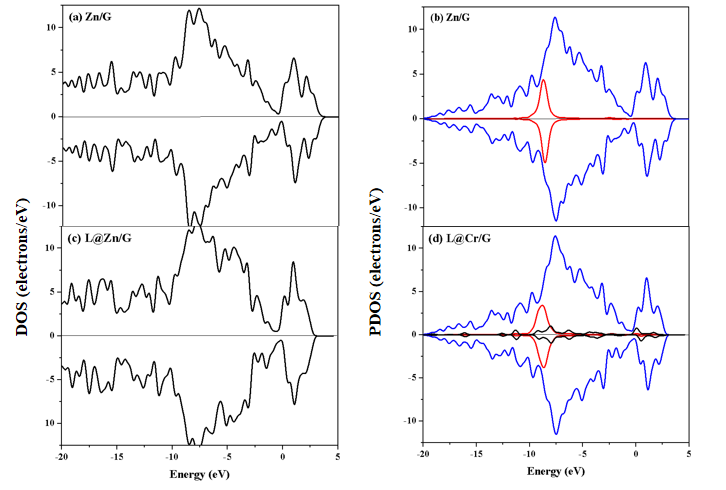 (a) Zn/G
10
5
0
-5
-10
(b) Zn/G
10
5
0
-5
-10
DOS (electrons/eV)
(c) L@Zn/G
10
5
0
-5
10
-20 -15 -10 -5 0 5
Energy (eV)
PDOS (electrons/eV)
(d) L@Cr/G
10
5
0
-5
-10
-20 -15 -10 -5 0 5
Energy (eV)